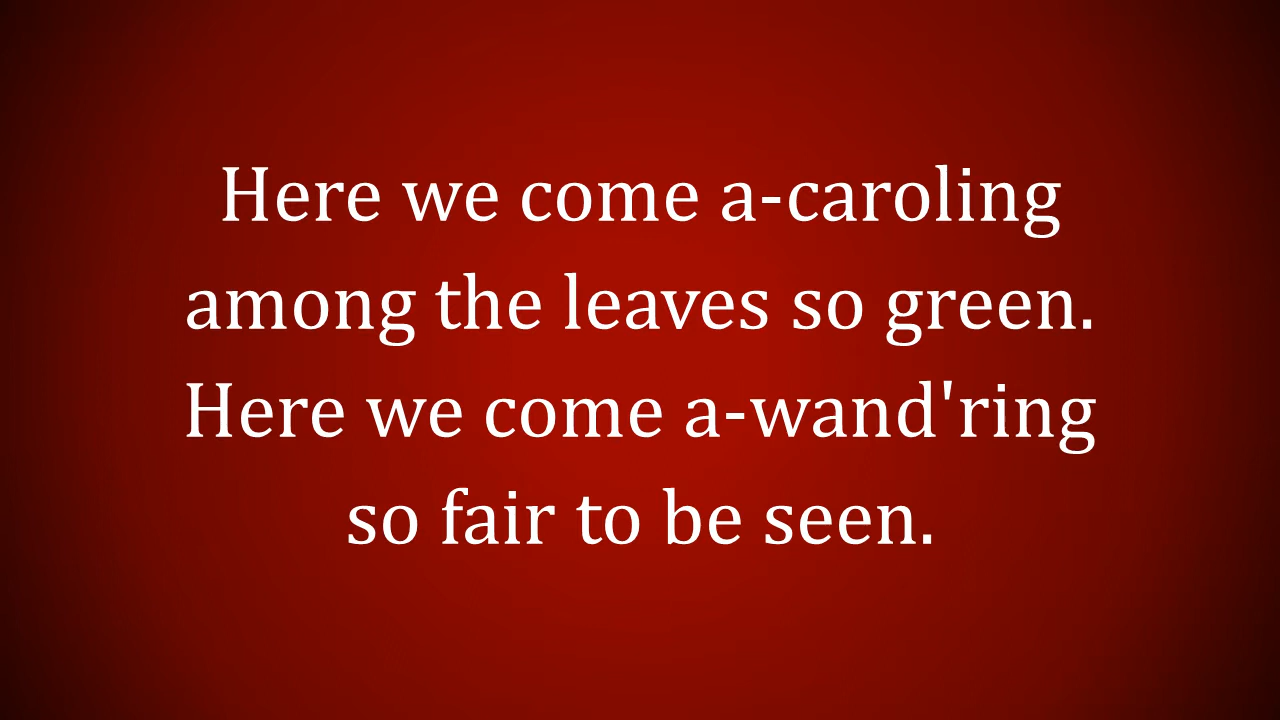 Here we come a-caroling
among the leaves so green.
Here we come a-wand'ring
so fair to be seen.